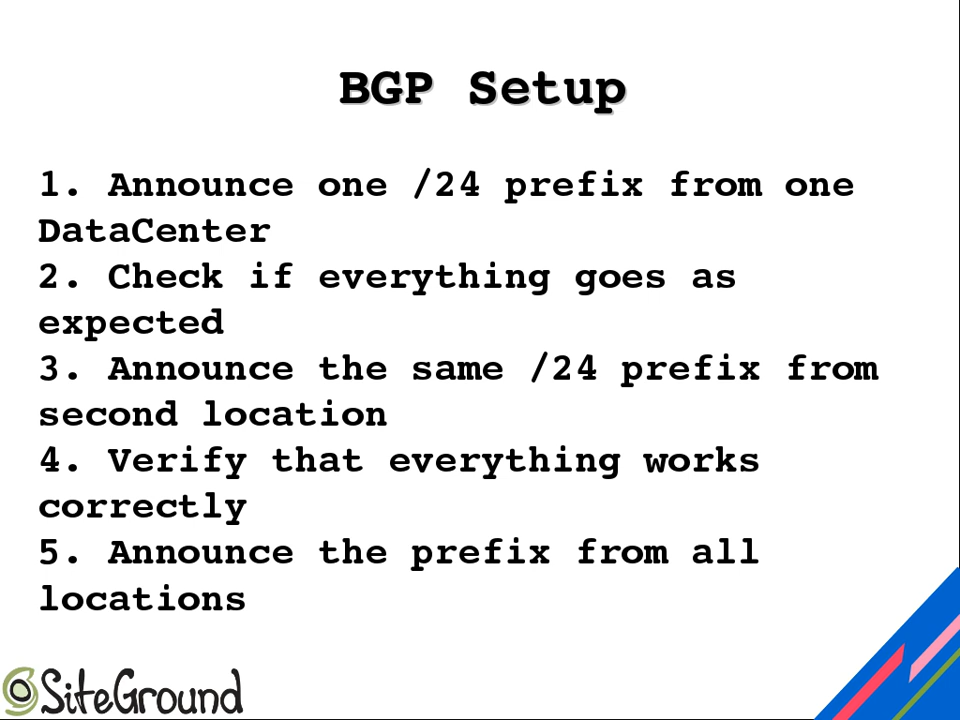 BGP Setup
1. Announce one /24 prefix from one
DataCenter
2. Check if everything goes as
expected
3. Announce the same /24 prefix from
second location
4. Verify that everything works
correctly
5. Announce the prefix from all
locations
SiteGround